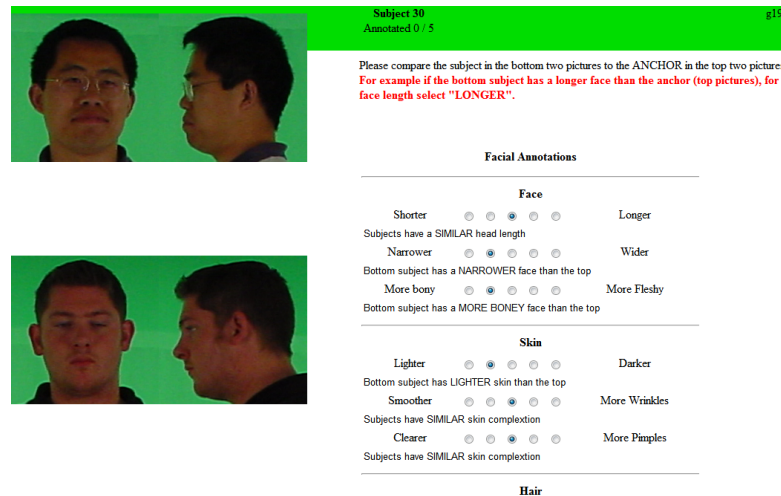 Subject 30
g19
Annotated 0 / 5
Please compare the subject in the bottom two pictures to the ANCHOR in the top two picture
For example if the bottom subject has a longer face than the anchor (top pictures), for
face length select "LONGER".
Facial Annotations
Face
Shorter Longer
Subjects have a SIMILAR head length
Narrower Wider
Bottom subject has a NARROWER face than the top
More bony More Fleshy
Bottom subject has a MORE BONEY face than the top
Skin
Lighter Darker
Bottom subject has LIGHTER skin than the top
Smoother More Wrinkles
Subjects have SIMILAR skin complextion
Clearer More Pimples
Subjects have SIMILAR skin complextion
Hair